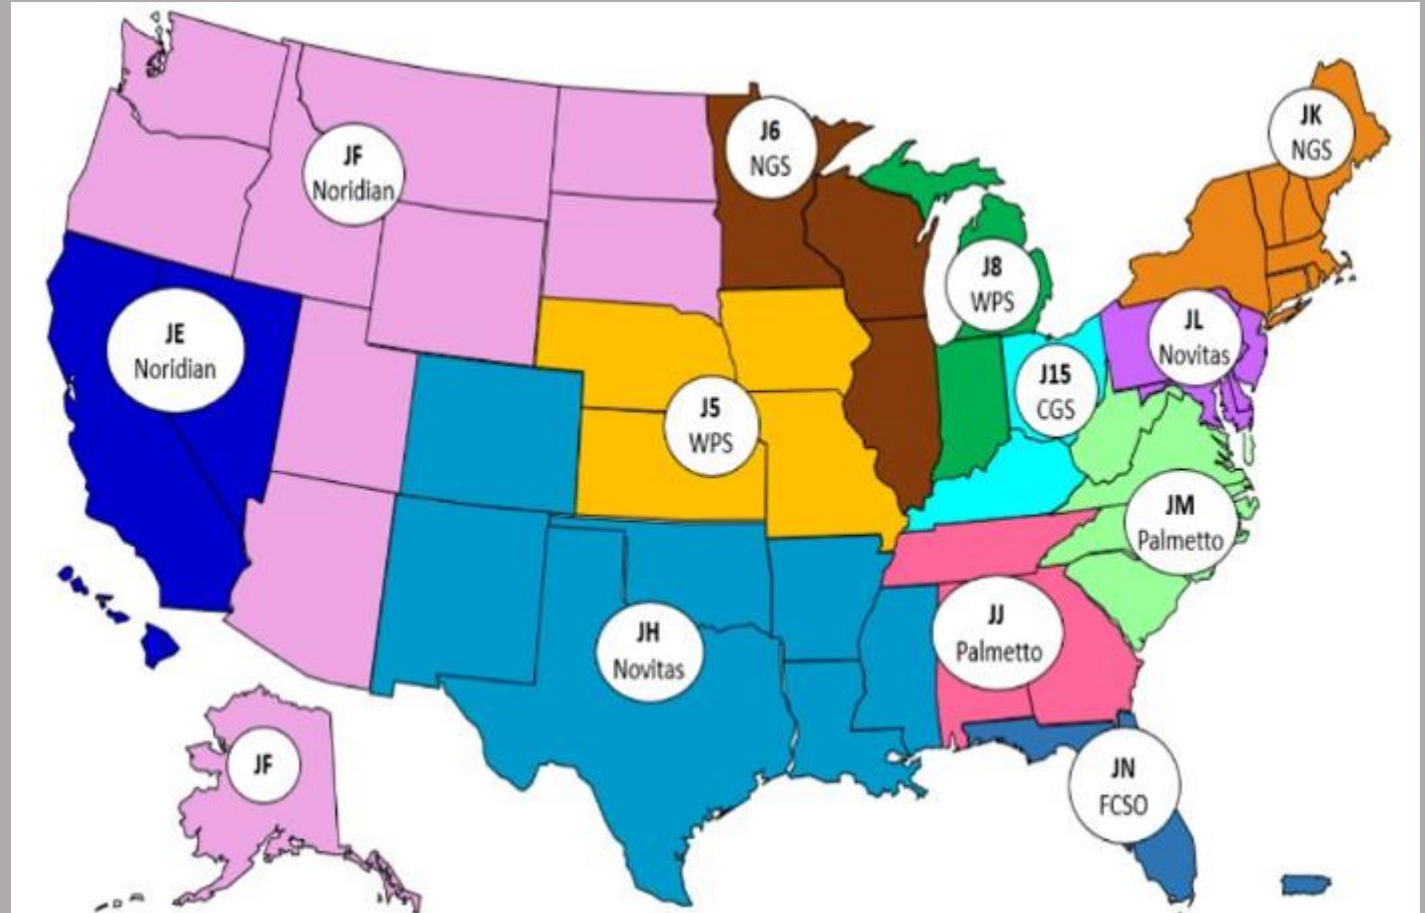 JF
Noridian
J6
NGS
JK
NGS
JE
Noridian
J8
WPS
JL
Novitas
J5
WPS
J15
CGS
JM
Palmetto
JH
Novitas
JJ
Palmetto
JF
JN
FCSO